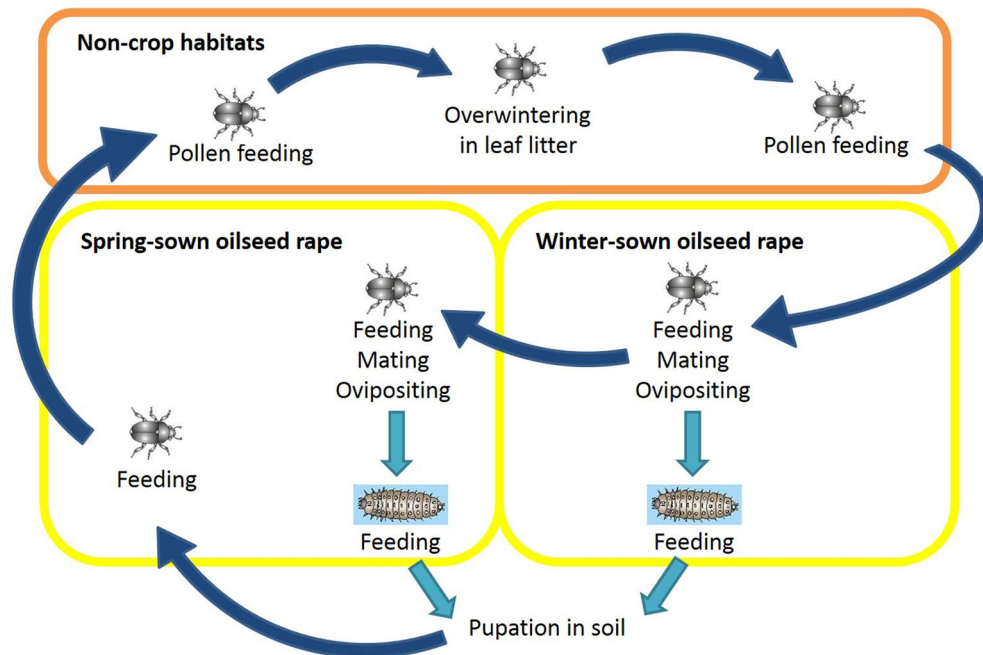 Non-crop habitats
Pollen feeding
Overwintering
in leaf litter
Pollen feeding
Spring-sown oilseed rape
Feeding
Mating
Ovipositing
Feeding
Feeding
Winter-sown oilseed rape
Feeding
Mating
Ovipositing
Feeding
Pupation in soil